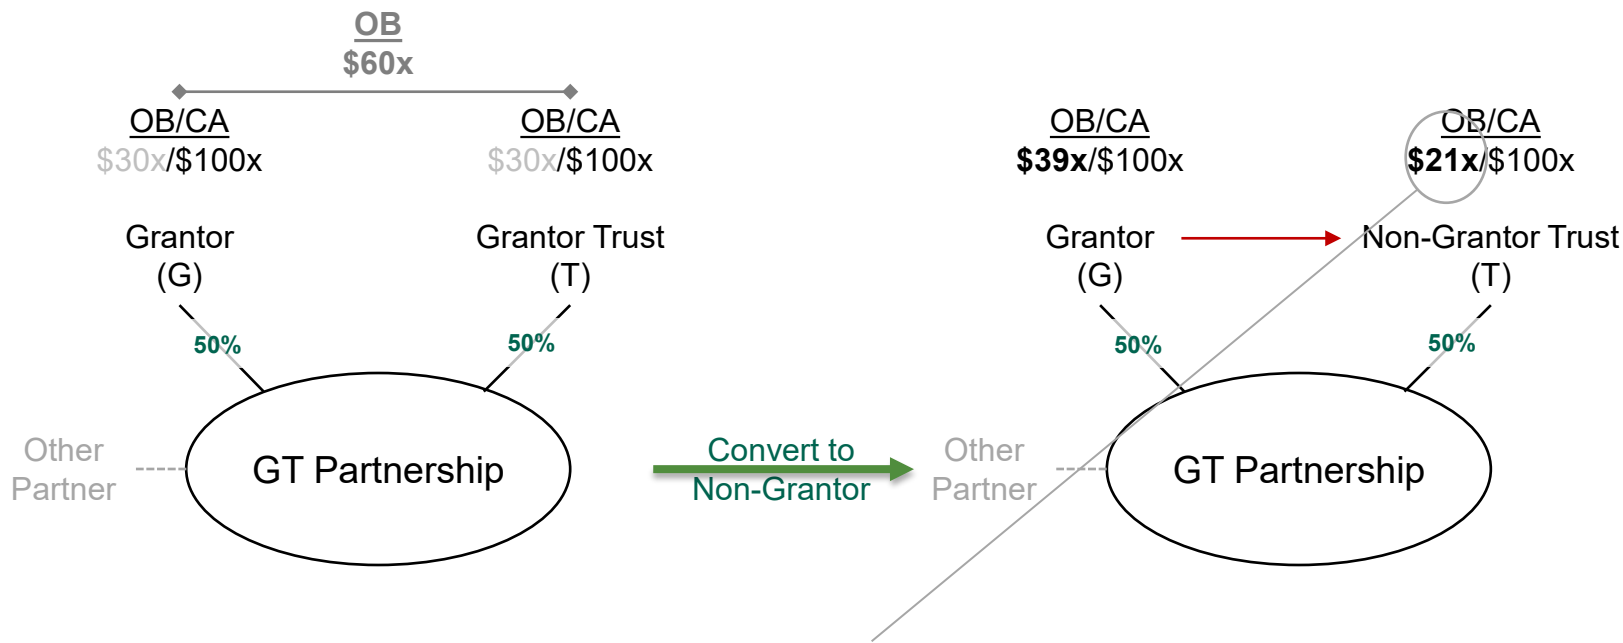 OB
$60x
OB/CA
$30x/$100x
OB/CA
$30x/$100x
Grantor
(G)
Grantor Trust
(T)
50%
50%
Other
Partner
GT Partnership
Convert to
Non-Grantor
OB/CA
$39x/$100x
OB/CA
$21x/$100x
Grantor
(G)
Non-Grantor Trust
(T)
50%
50%
Other
Partner
GT Partnership